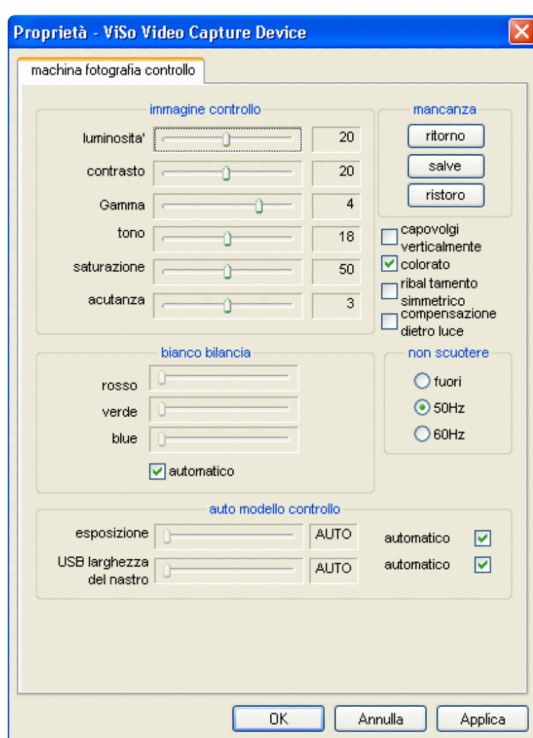 Proprietà - ViSo Video Capture Device
machina fotografia controllo
immagine controllo
luminosita' 20
contrasto 20
Gamma 4
tono 18
saturazione 50
acutanza 3
mancanza
ritorno
salve
ristoro
capovolgi
verticalmente
colorato
ribal tamento
simmetrico
compensazione
dietro luce
bianco bilancia
rosso
verde
blue
automatico
non scuotere
fuori
50Hz
60Hz
auto modello controllo
esposizione AUTO automatico
USB larghezza
del nastro AUTO automatico
OK Annulla Applica